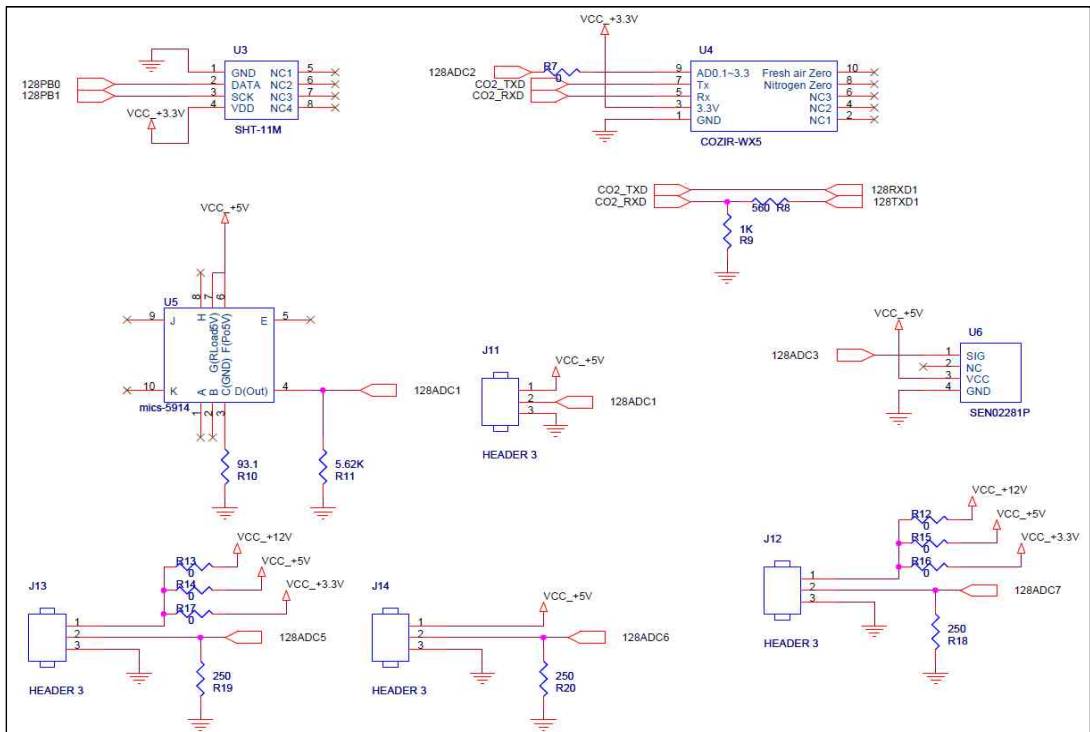 U3
128PB0
128PB1
VCC_+3.3V
1 GND NC1 5
2 DATA NC2 6
3 SCK NC3 7
4 VDD NC4 8
SHT-11M
VCC_+3.3V
U4
128ADC2
R7
0
CO2_TXD
CO2_RXD
9 AD0.1~3.3 Fresh air Zero 10
7 Tx Nitrogen Zero 8
5 Rx NC3 6
3 3.3V NC2 4
1 GND NC1 2
COZIR-WX5
CO2_TXD 128RXD1
CO2_RXD 560 R8 128TXD1
1K
R9
VCC_+5V
U5
8 7 6
H G(RLoad5V) F(Po5V)
9 J E 5
10 K D(Out) 4
A B C(GND)
1 2 3
mics-5914
128ADC1
93.1
R10
5.62K
R11
J11
VCC_+5V
1
2 128ADC1
3
HEADER 3
VCC_+5V
U6
128ADC3
1 SIG
2 NC
3 VCC
4 GND
SEN02281P
J13
VCC_+12V
R13
0
VCC_+5V
R14
0
VCC_+3.3V
R17
0
1
2 128ADC5
3
250
R19
HEADER 3
J14
VCC_+5V
1
2 128ADC6
3
250
R20
HEADER 3
J12
VCC_+12V
R12
0
VCC_+5V
R15
0
VCC_+3.3V
R16
0
1
2 128ADC7
3
250
R18
HEADER 3